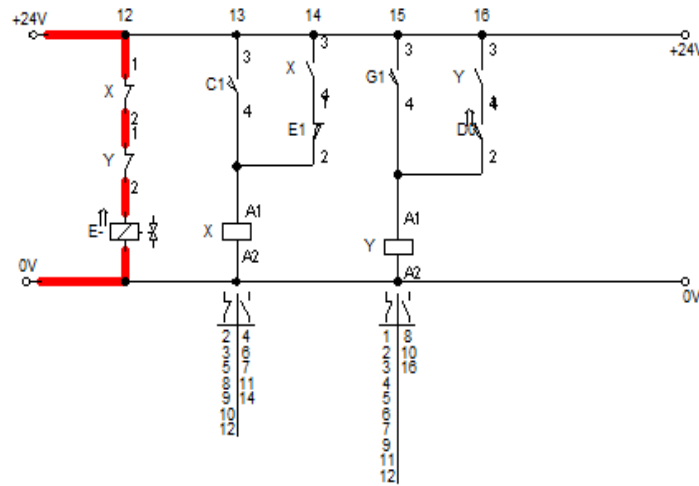 12 13 14 15 16
+24V +24V
1 3 3 3 3
X C1 X G1 Y
2 4 4 4 4
1 E1
Y 2 2
2
A1 A1
E- X Y
A2 A2
0V 0V
2 4 1 8
3 6 2 10
5 7 3 16
8 11 4
9 14 5
10 6
12 7
9
11
12